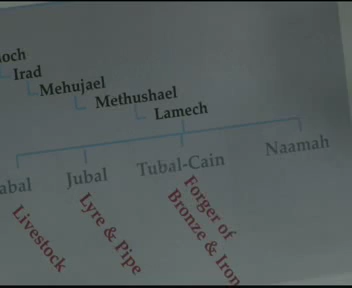 och
Irad
Mehujael
Methushael
Lamech
abal
Jubal
Tubal-Cain
Naamah
Livestock
Lyre & Pipe
Forger of
Bronze & Iron